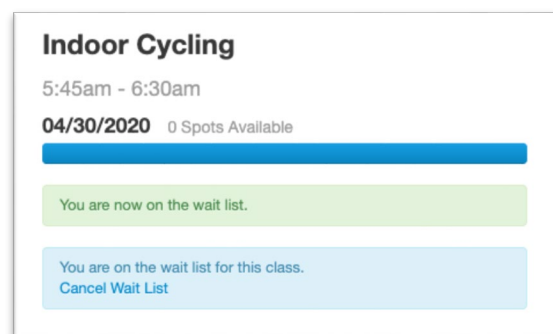 Indoor Cycling
5:45am - 6:30am
04/30/2020 0 Spots Available
You are now on the wait list.
You are on the wait list for this class.
Cancel Wait List